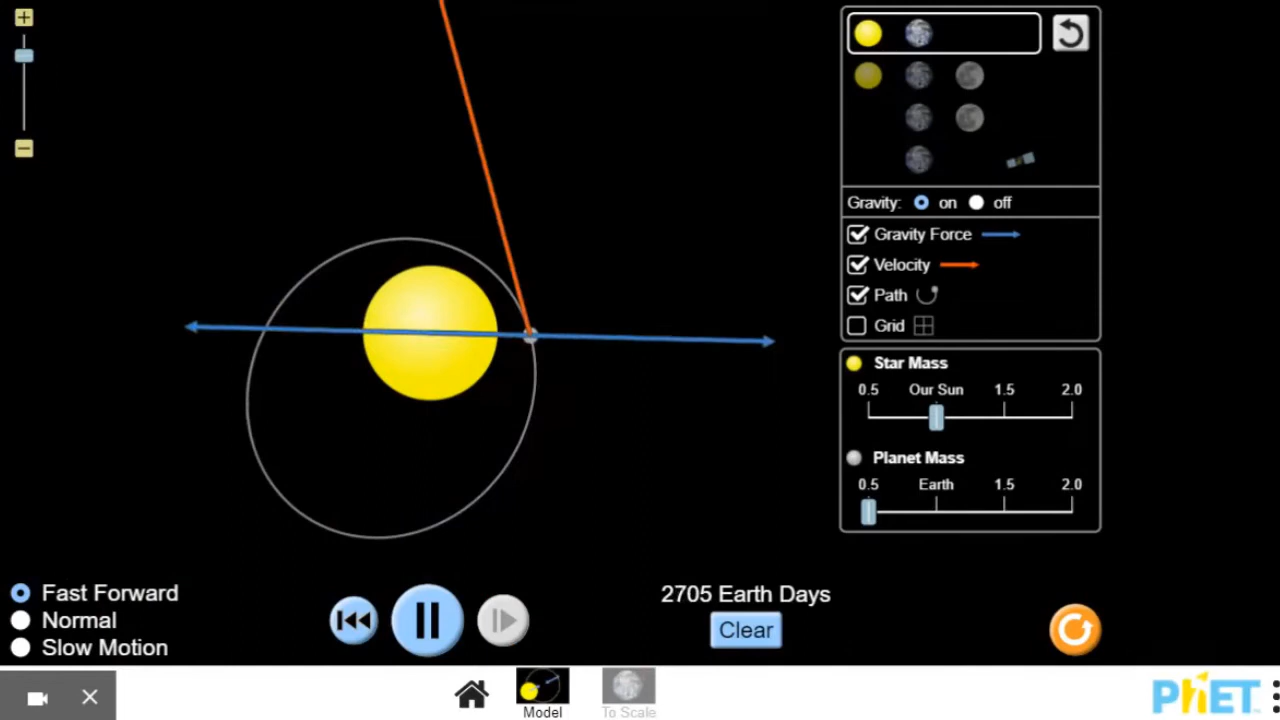 +
−
Gravity: on off
Gravity Force
Velocity
Path
Grid
Star Mass
0.5 Our Sun 1.5 2.0
Planet Mass
0.5 Earth 1.5 2.0
Fast Forward
Normal
Slow Motion
2705 Earth Days
Clear
Model
To Scale
PhET